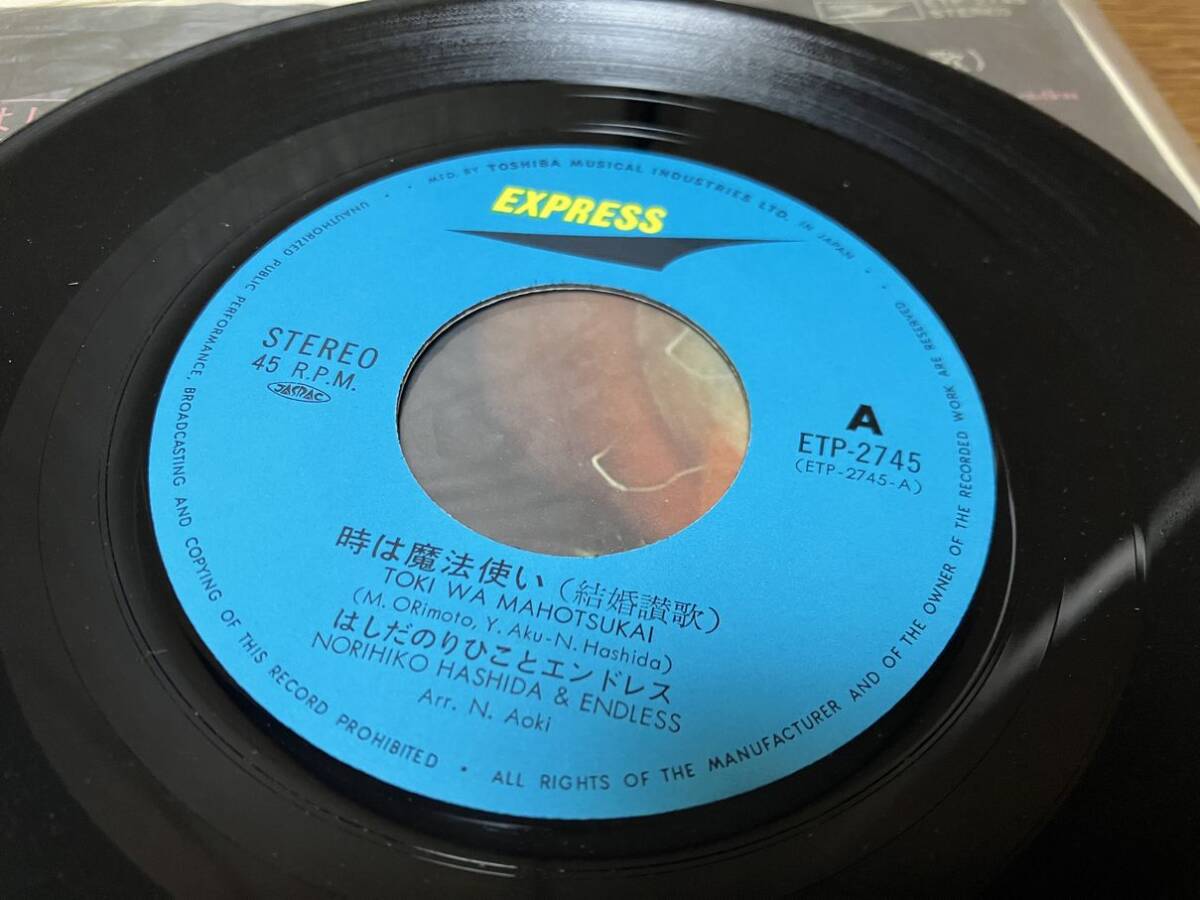 ETP-2745
STEREO
MFD. BY TOSHIBA MUSICAL INDUSTRIES LTD. IN JAPAN
EXPRESS
STEREO
45 R.P.M.
JASRAC
A
ETP-2745
(ETP-2745-A)
時は魔法使い(結婚讃歌)
TOKI WA MAHOTSUKAI
(M. ORimoto, Y. Aku-N. Hashida)
はしだのりひことエンドレス
NORIHIKO HASHIDA & ENDLESS
Arr. N. Aoki
UNAUTHORIZED PUBLIC PERFORMANCE, BROADCASTING AND COPYING OF THIS RECORD PROHIBITED • ALL RIGHTS OF THE MANUFACTURER AND OF THE OWNER OF THE RECORDED WORK ARE RESERVED